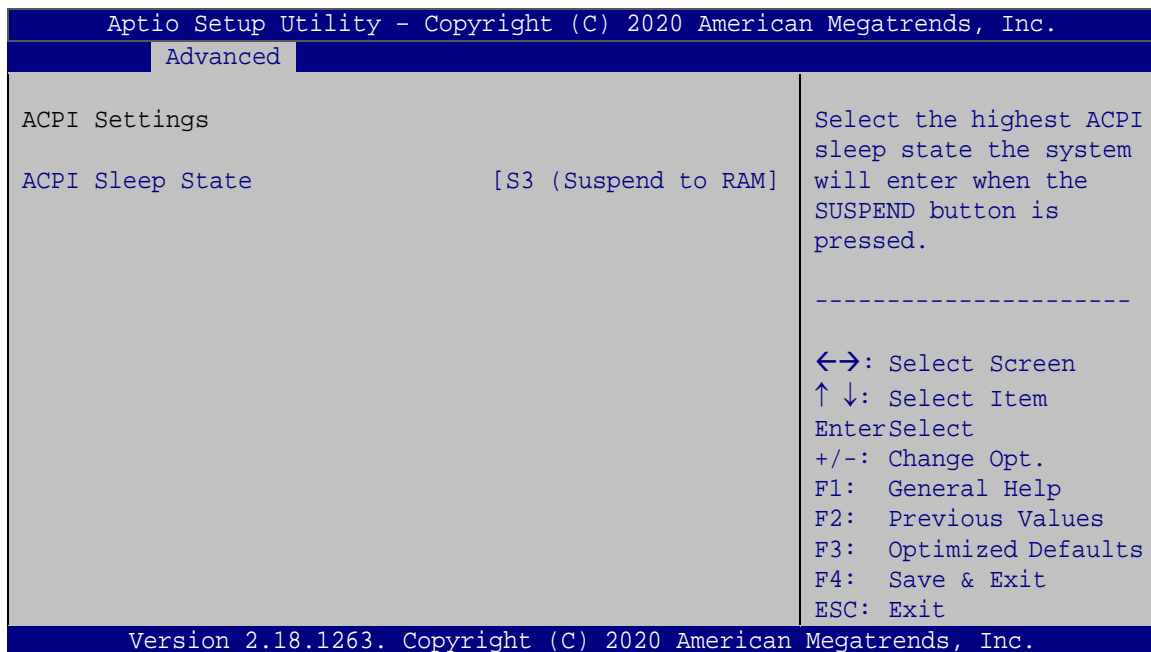 Aptio Setup Utility – Copyright (C) 2020 American Megatrends, Inc.
Advanced
ACPI Settings
ACPI Sleep State [S3 (Suspend to RAM]
Select the highest ACPI
sleep state the system
will enter when the
SUSPEND button is
pressed.
----------------------
←→: Select Screen
↑ ↓: Select Item
EnterSelect
+/-: Change Opt.
F1: General Help
F2: Previous Values
F3: Optimized Defaults
F4: Save & Exit
ESC: Exit
Version 2.18.1263. Copyright (C) 2020 American Megatrends, Inc.